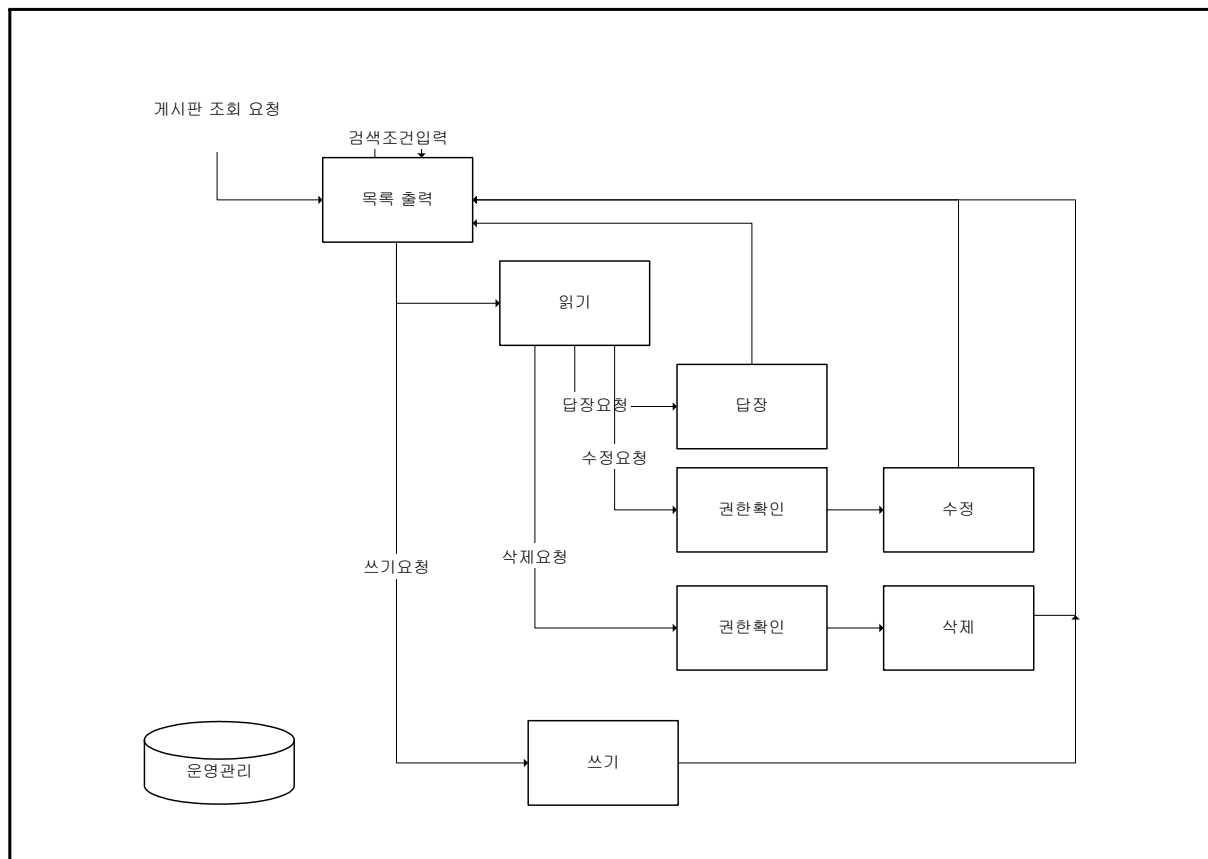 게시판 조회 요청
검색조건입력
목록 출력
읽기
답장요청
답장
수정요청
권한확인
수정
쓰기요청
삭제요청
권한확인
삭제
쓰기
운영관리